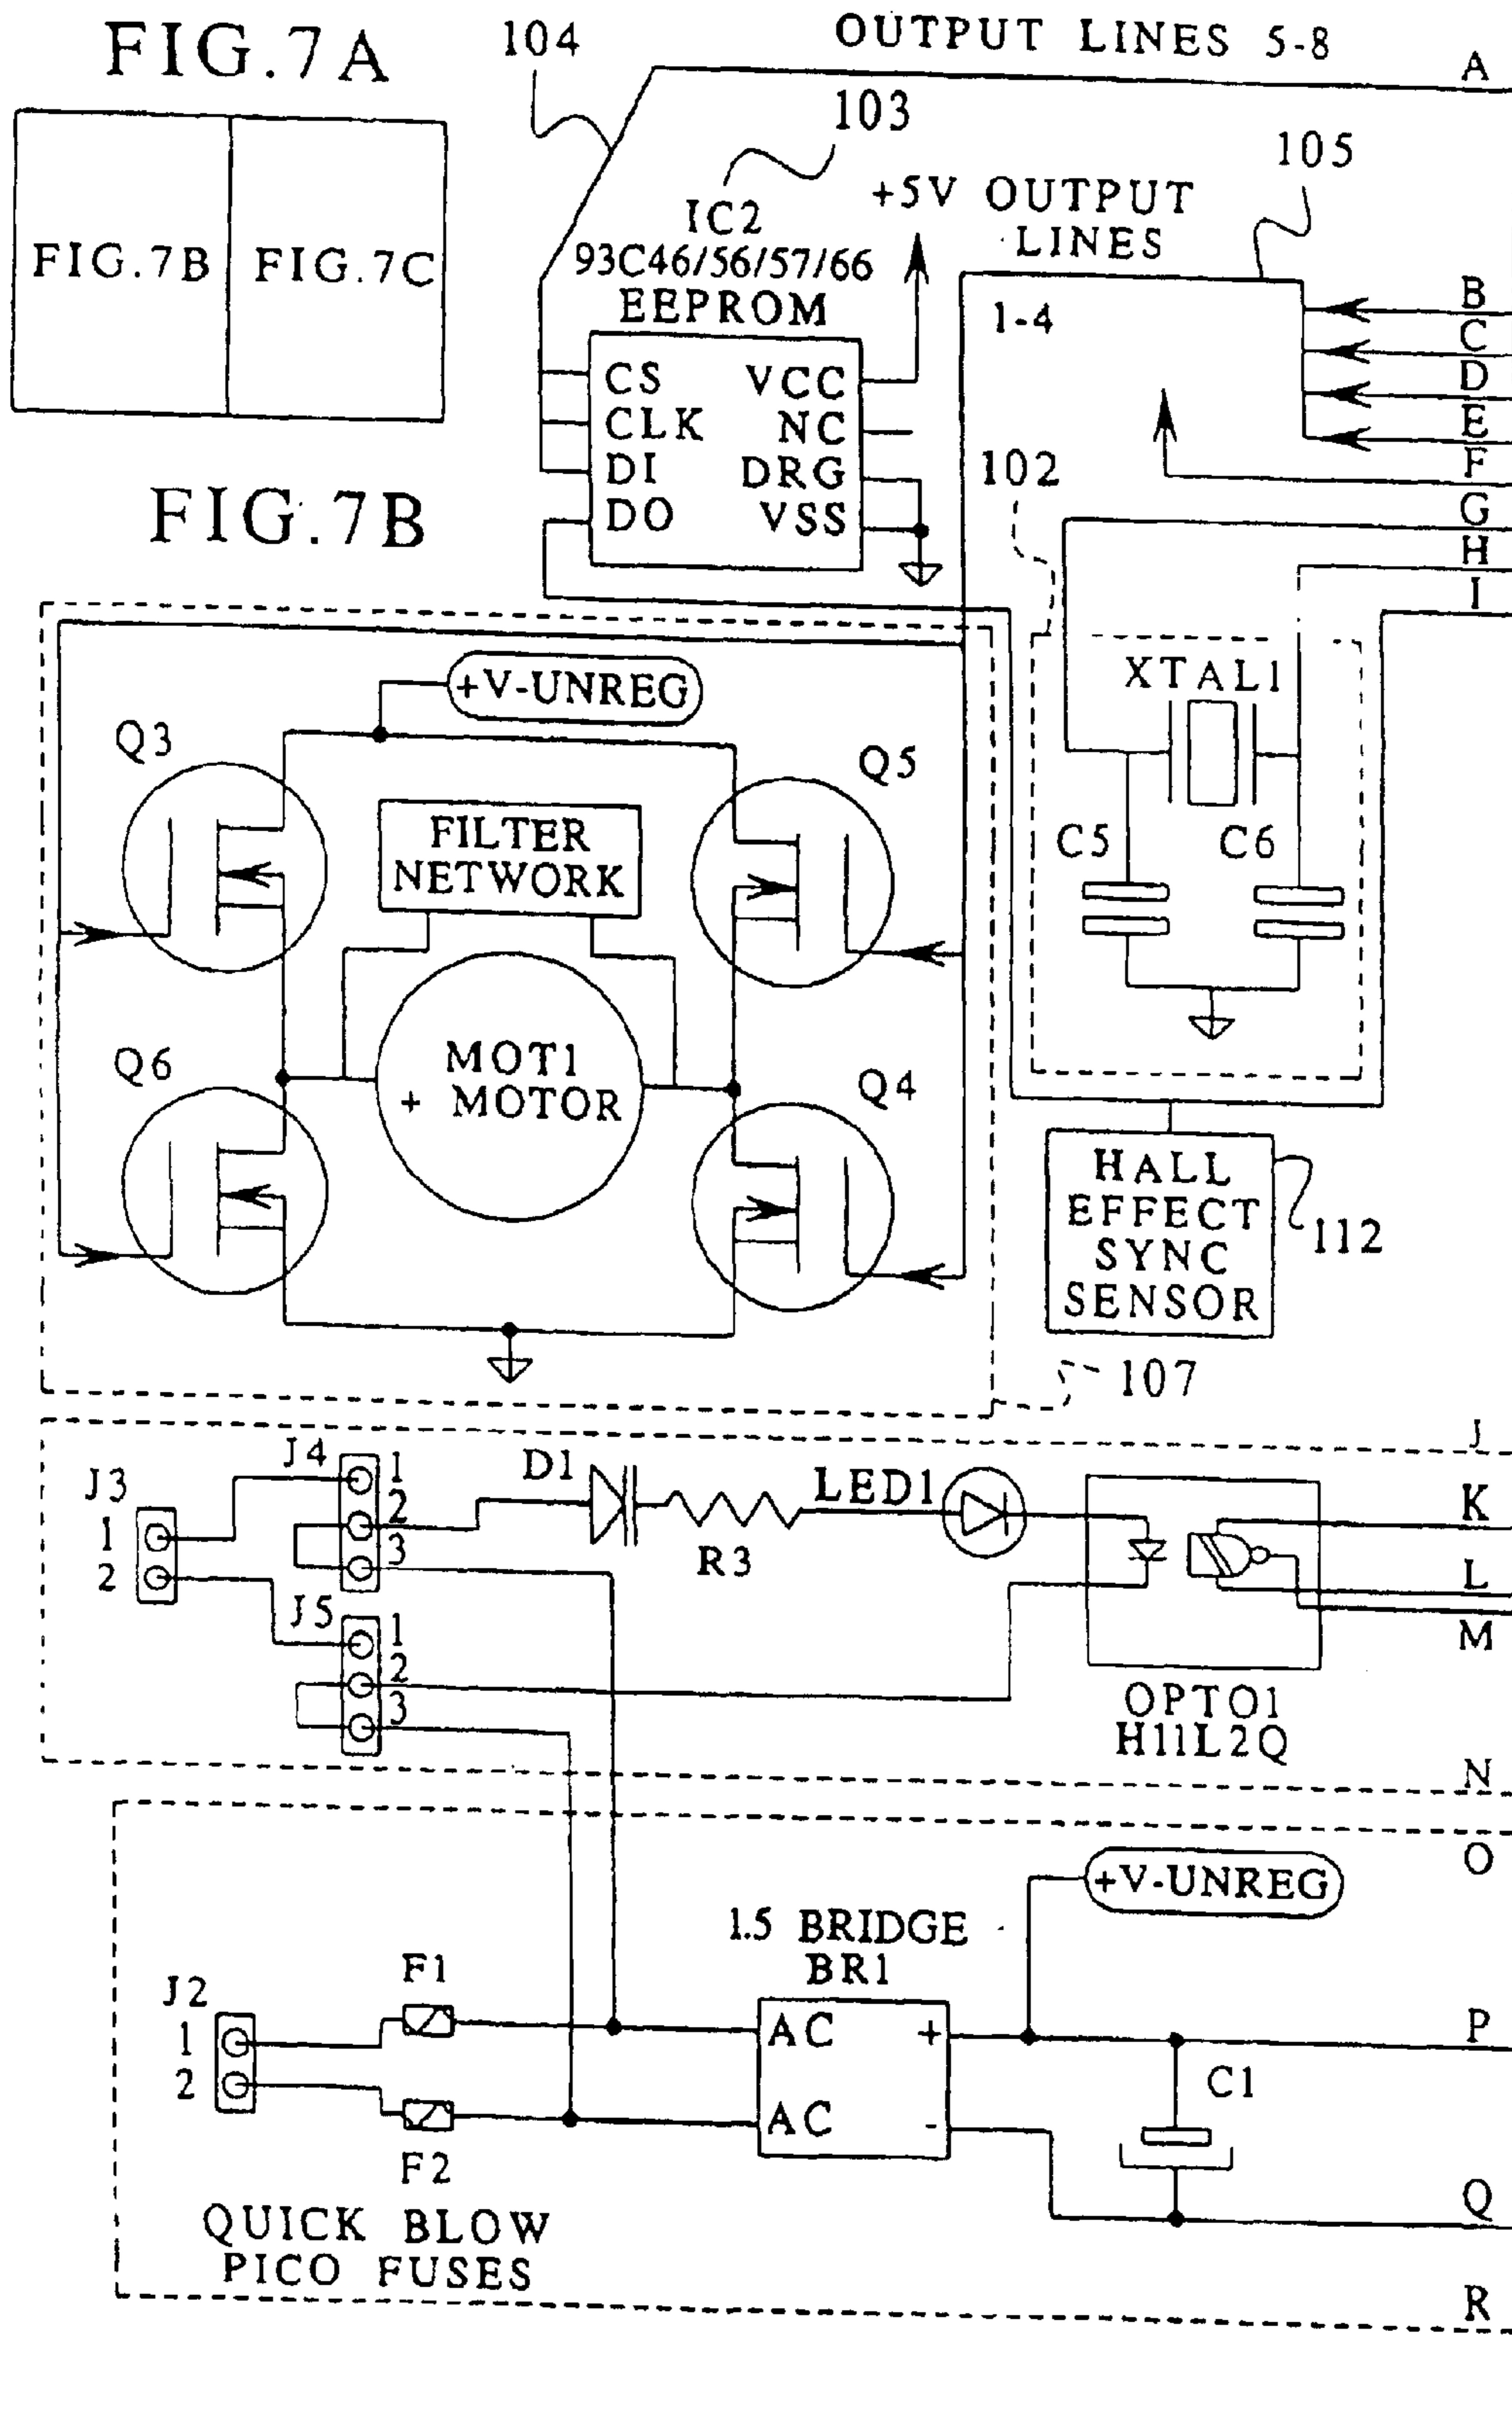 FIG.7A
104
OUTPUT LINES 5-8
A
103
105
FIG.7B
FIG.7C
IC2
93C46/56/57/66
EEPROM
+5V OUTPUT
LINES
1-4
B
C
D
E
F
G
H
I
CS VCC
CLK NC
DI DRG
DO VSS
102
FIG.7B
+V-UNREG
XTAL1
Q3
Q5
FILTER
NETWORK
C5
C6
Q6
MOT1
+ MOTOR
Q4
HALL
EFFECT
SYNC
SENSOR
112
107
J
J3
1
2
J4
1
2
3
D1
R3
LED1
K
L
M
J5
1
2
3
OPTO1
H11L2Q
N
O
+V-UNREG
1.5 BRIDGE
BR1
J2
1
2
F1
F2
AC +
AC -
C1
P
Q
QUICK BLOW
PICO FUSES
R